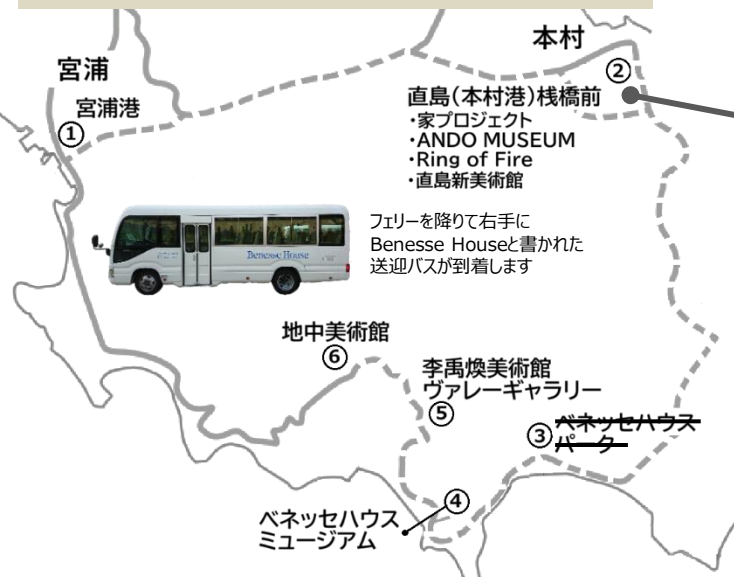 本村
宮浦
②
宮浦港
①
直島(本村港)桟橋前
・家プロジェクト
・ANDO MUSEUM
・Ring of Fire
・直島新美術館
フェリーを降りて右手に
Benesse Houseと書かれた
送迎バスが到着します
Benesse House
地中美術館
⑥
李禹煥美術館
ヴァレーギャラリー
⑤
③ ベネッセハウス
パーク
④
ベネッセハウス
ミュージアム